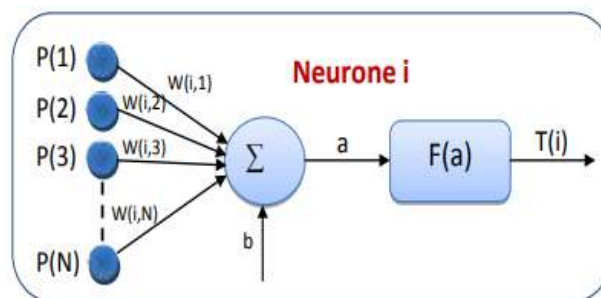 Neurone i
P(1)
W(i,1)
P(2)
W(i,2)
P(3)
W(i,3)
∑
a
F(a)
T(i)
W(i,N)
P(N)
b